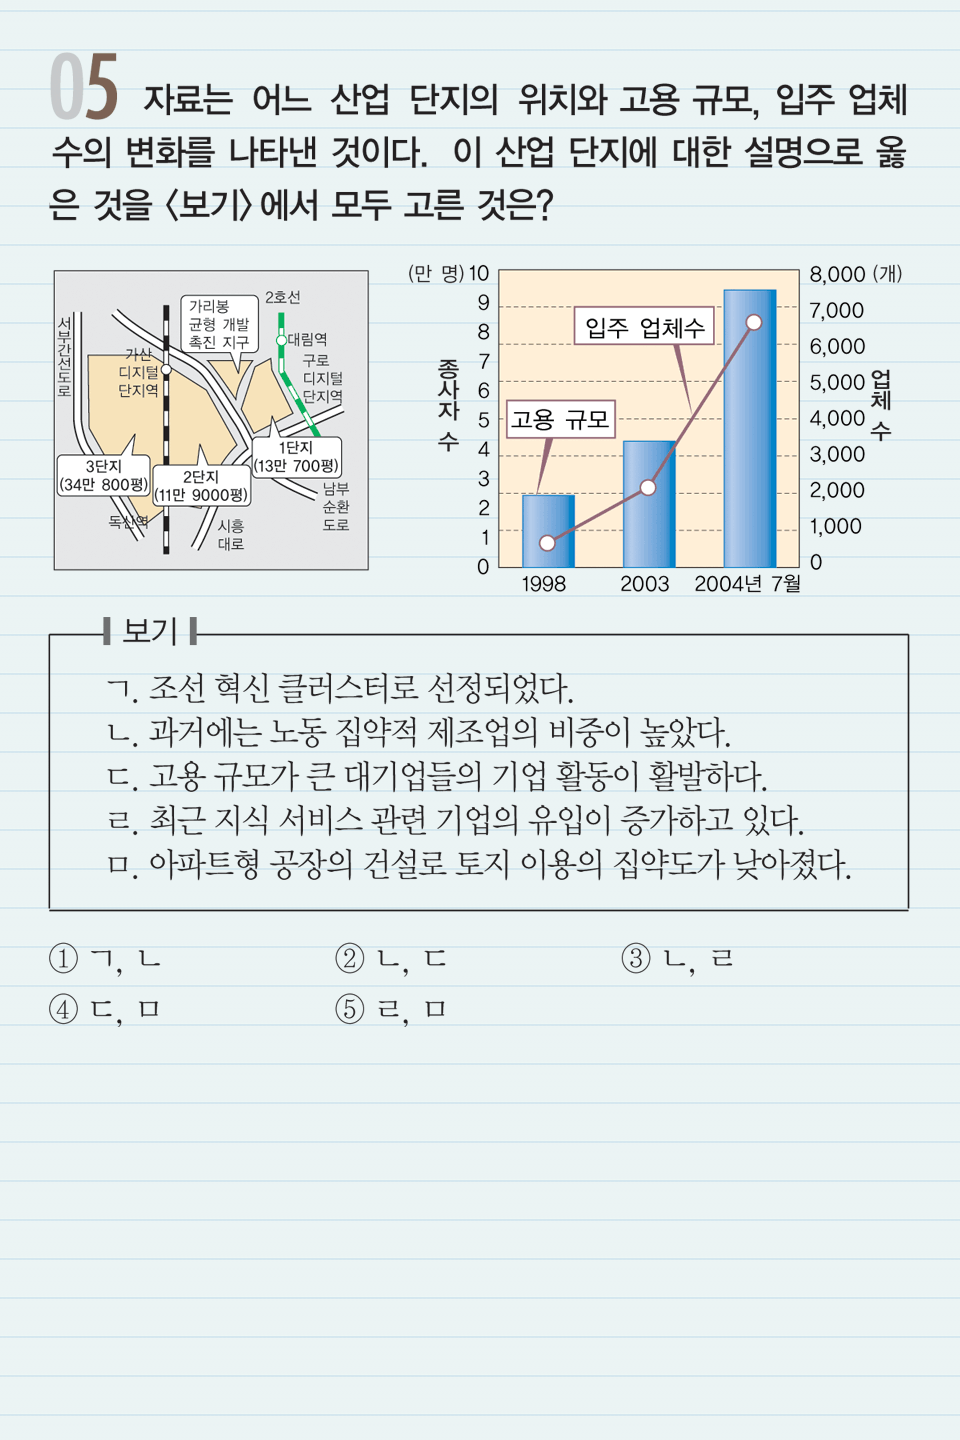 05 자료는 어느 산업 단지의 위치와 고용 규모, 입주 업체
수의 변화를 나타낸 것이다. 이 산업 단지에 대한 설명으로 옳
은 것을 〈보기〉에서 모두 고른 것은?
서부간선도로
가산
디지털
단지역
가리봉
균형 개발
촉진 지구
2호선
대림역
구로
디지털
단지역
3단지
(34만 800평)
2단지
(11만 9000평)
1단지
(13만 700평)
독산역
시흥
대로
남부
순환
도로
(만 명)
10
9
8
7
6
5
4
3
2
1
0
종사자 수
입주 업체수
고용 규모
1998
2003
2004년 7월
8,000 (개)
7,000
6,000
5,000
4,000
3,000
2,000
1,000
0
업체 수
보기
ㄱ. 조선 혁신 클러스터로 선정되었다.
ㄴ. 과거에는 노동 집약적 제조업의 비중이 높았다.
ㄷ. 고용 규모가 큰 대기업들의 기업 활동이 활발하다.
ㄹ. 최근 지식 서비스 관련 기업의 유입이 증가하고 있다.
ㅁ. 아파트형 공장의 건설로 토지 이용의 집약도가 낮아졌다.
① ㄱ, ㄴ ② ㄴ, ㄷ ③ ㄴ, ㄹ
④ ㄷ, ㅁ ⑤ ㄹ, ㅁ